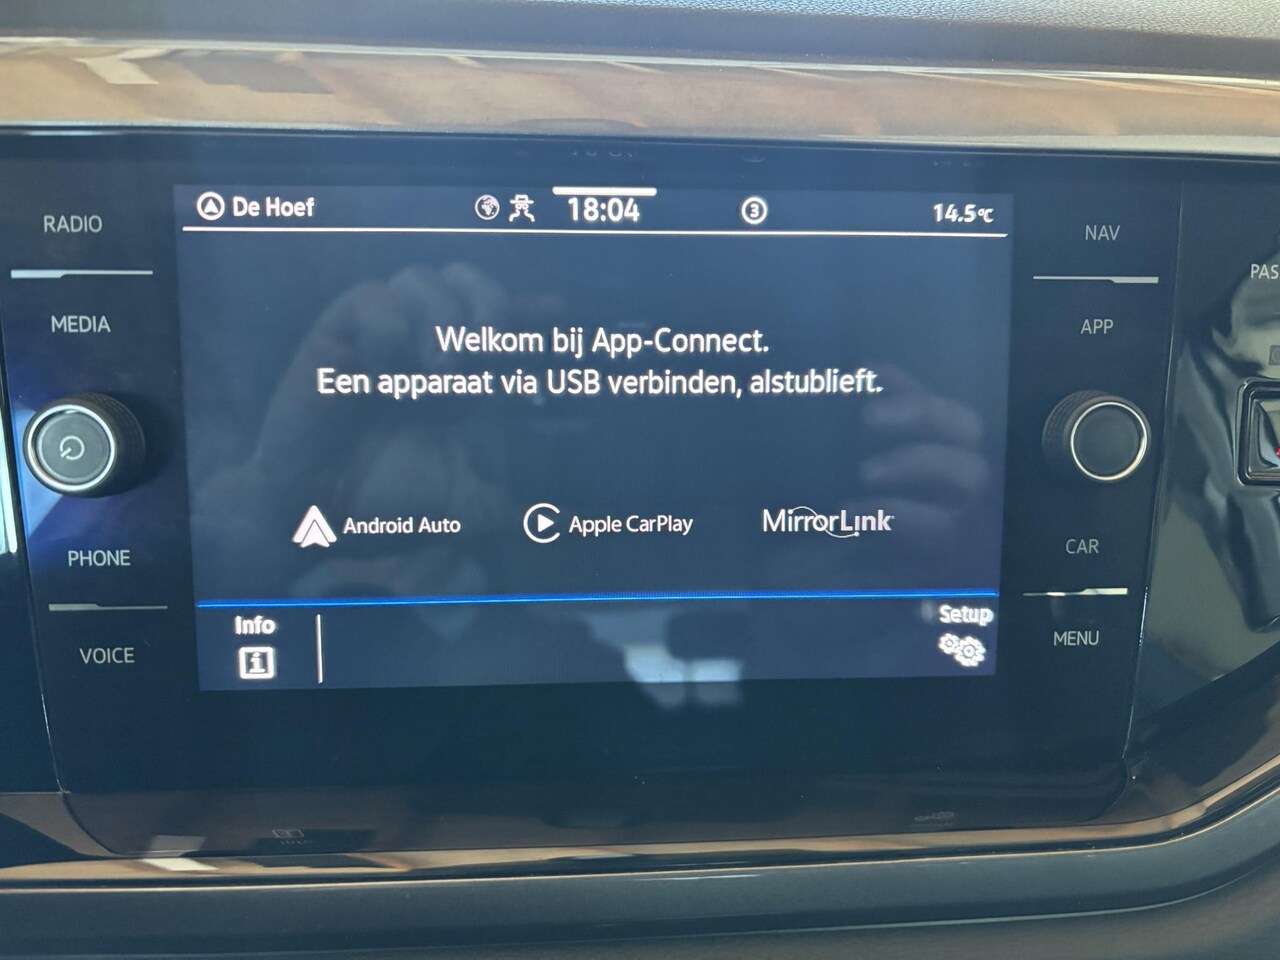 RADIO
MEDIA
PHONE
VOICE
De Hoef
18:04
3
14.5°C
Welkom bij App-Connect.
Een apparaat via USB verbinden, alstublieft.
Android Auto
Apple CarPlay
MirrorLink
Info
Setup
NAV
APP
CAR
MENU
PAS